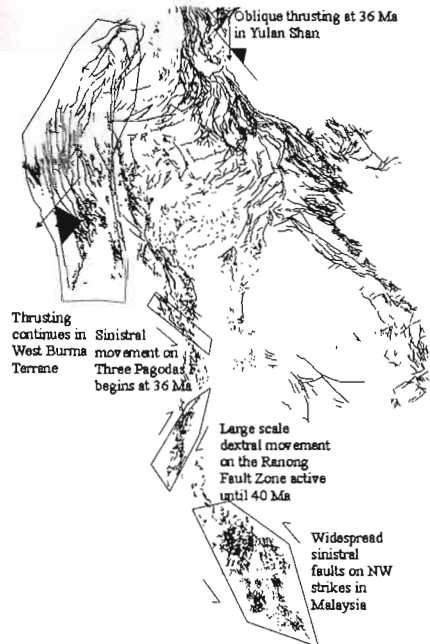 Oblique thrusting at 36 Ma
in Yulan Shan
Thrusting
continues in
West Burma
Terrane
Sinistral
movement on
Three Pagodas F
begins at 36 Ma
Large scale
dextral movement
on the Ranong
Fault Zone active
until 40 Ma
Widespread
sinistral
faults on NW
strikes in
Malaysia